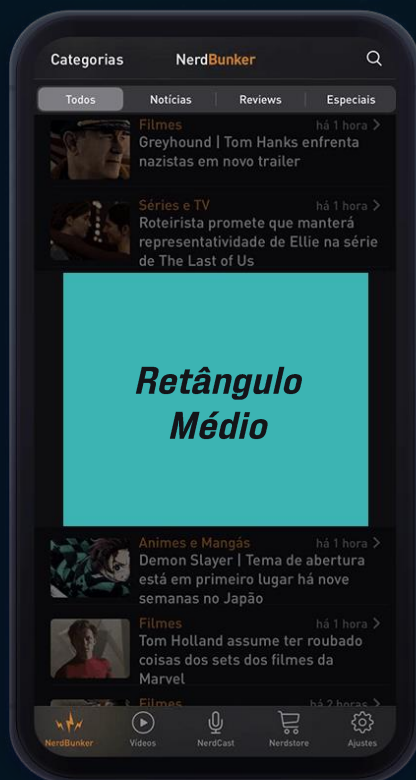 Categorias NerdBunker
Todos Notícias Reviews Especiais
Filmes há 1 hora
Greyhound | Tom Hanks enfrenta
nazistas em novo trailer
Séries e TV há 1 hora
Roteirista promete que manterá
representatividade de Ellie na série
de The Last of Us
Retângulo
Médio
Animes e Mangás há 1 hora
Demon Slayer | Tema de abertura
está em primeiro lugar há nove
semanas no Japão
Filmes há 1 hora
Tom Holland assume ter roubado
coisas dos sets dos filmes da
Marvel
Filmes há 2 horas
NerdBunker Vídeos NerdCast Nerdstore Ajustes